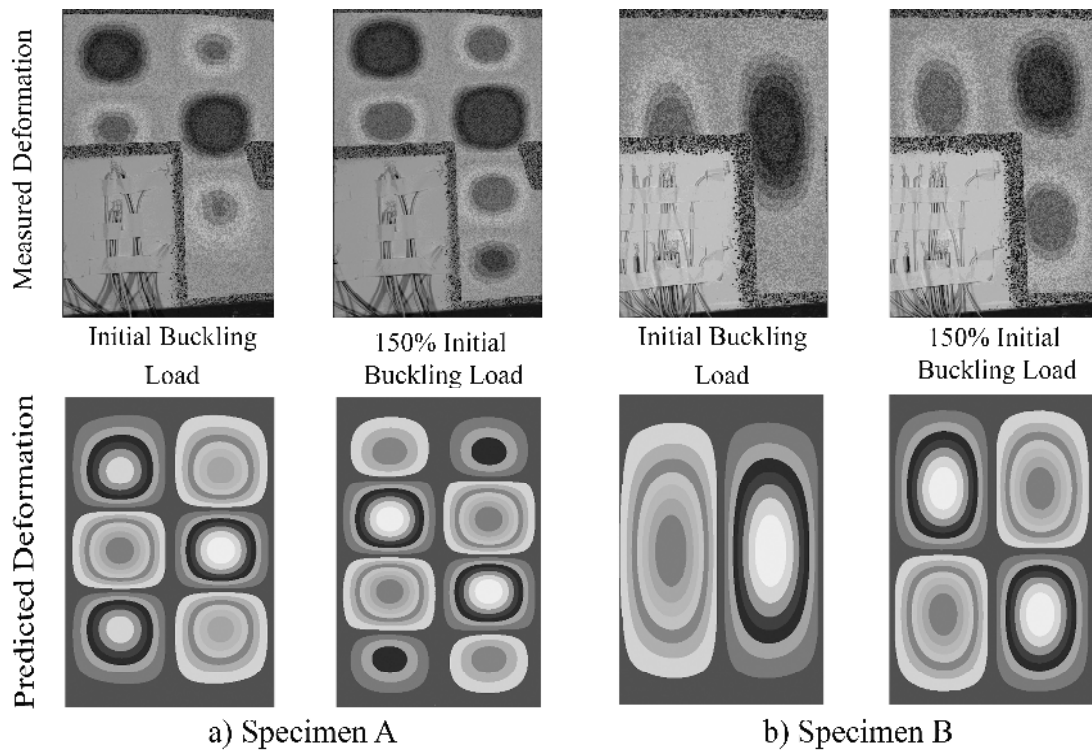 Measured Deformation
Initial Buckling
Load
150% Initial
Buckling Load
Initial Buckling
Load
150% Initial
Buckling Load
Predicted Deformation
a) Specimen A
b) Specimen B